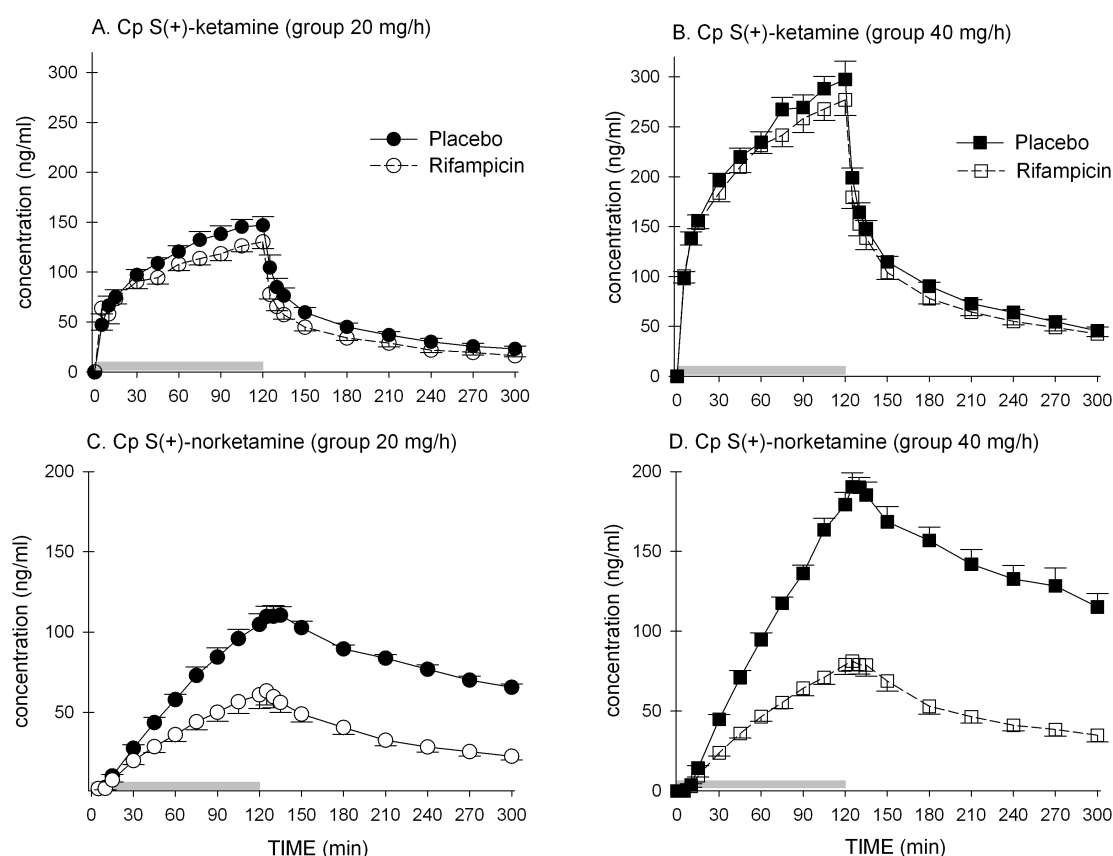 A. Cp S(+)-ketamine (group 20 mg/h)
concentration (ng/ml)
300
250
200
150
100
50
0
Placebo
Rifampicin
0 30 60 90 120 150 180 210 240 270 300
B. Cp S(+)-ketamine (group 40 mg/h)
concentration (ng/ml)
300
250
200
150
100
50
0
Placebo
Rifampicin
0 30 60 90 120 150 180 210 240 270 300
C. Cp S(+)-norketamine (group 20 mg/h)
concentration (ng/ml)
200
150
100
50
0 30 60 90 120 150 180 210 240 270 300
TIME (min)
D. Cp S(+)-norketamine (group 40 mg/h)
concentration (ng/ml)
200
150
100
50
0
0 30 60 90 120 150 180 210 240 270 300
TIME (min)